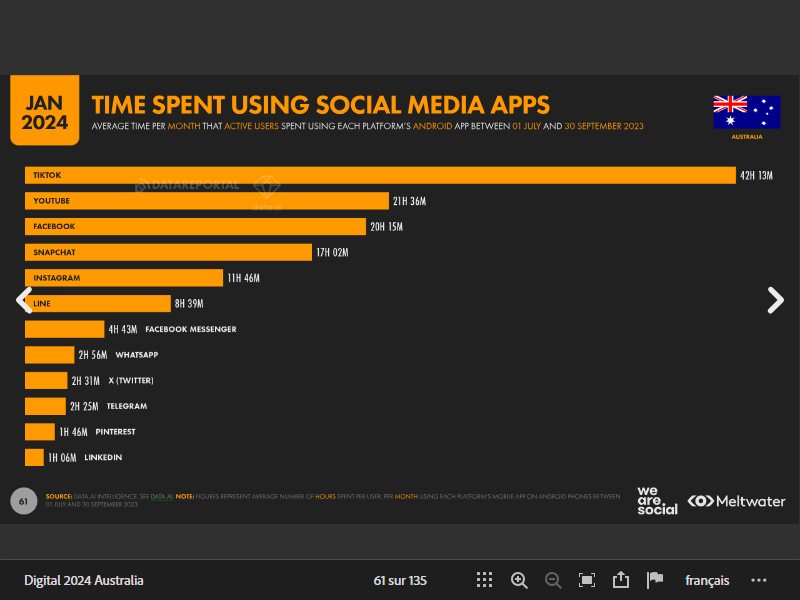 JAN
2024
TIME SPENT USING SOCIAL MEDIA APPS
AVERAGE TIME PER MONTH THAT ACTIVE USERS SPENT USING EACH PLATFORM'S ANDROID APP BETWEEN 01 JULY AND 30 SEPTEMBER 2023
AUSTRALIA
TIKTOK 42H 13M
DATAREPORTAL
YOUTUBE 21H 36M
FACEBOOK 20H 15M
SNAPCHAT 17H 02M
INSTAGRAM 11H 46M
LINE 8H 39M
4H 43M FACEBOOK MESSENGER
2H 56M WHATSAPP
2H 31M X (TWITTER)
2H 25M TELEGRAM
1H 46M PINTEREST
1H 06M LINKEDIN
61
SOURCE: DATA.AI INTELLIGENCE. SEE DATA.AI. NOTE: FIGURES REPRESENT AVERAGE NUMBER OF HOURS SPENT PER USER, PER MONTH USING EACH PLATFORM'S MOBILE APP ON ANDROID PHONES BETWEEN
01 JULY AND 30 SEPTEMBER 2023.
we
are
social
Meltwater
Digital 2024 Australia
61 sur 135
français